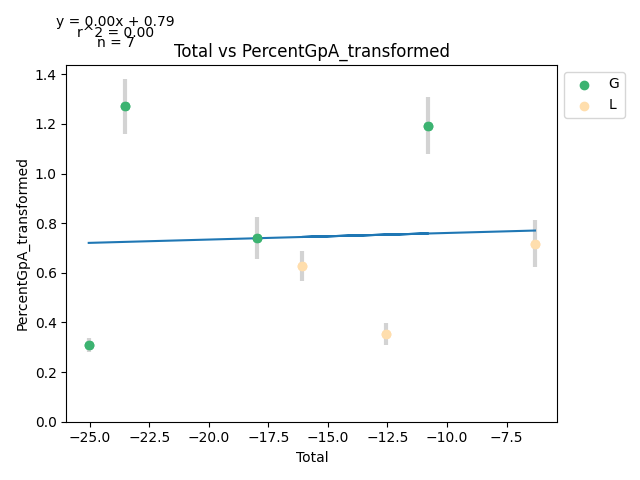 y = 0.00x + 0.79
r^2 = 0.00
n = 7
Total vs PercentGpA_transformed
G
L
1.4
1.2
1.0
0.8
0.6
0.4
0.2
0.0
PercentGpA_transformed
−25.0 −22.5 −20.0 −17.5 −15.0 −12.5 −10.0 −7.5
Total